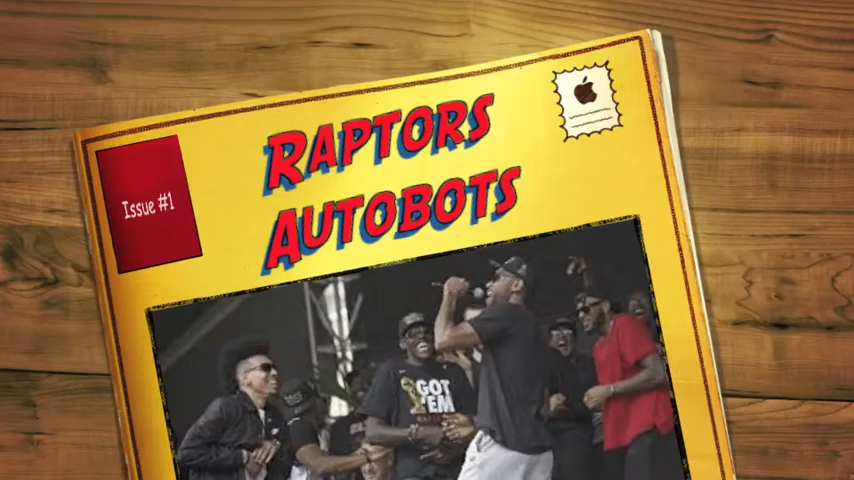 RAPTORS
AUTOBOTS
Issue #1
GOT
'EM